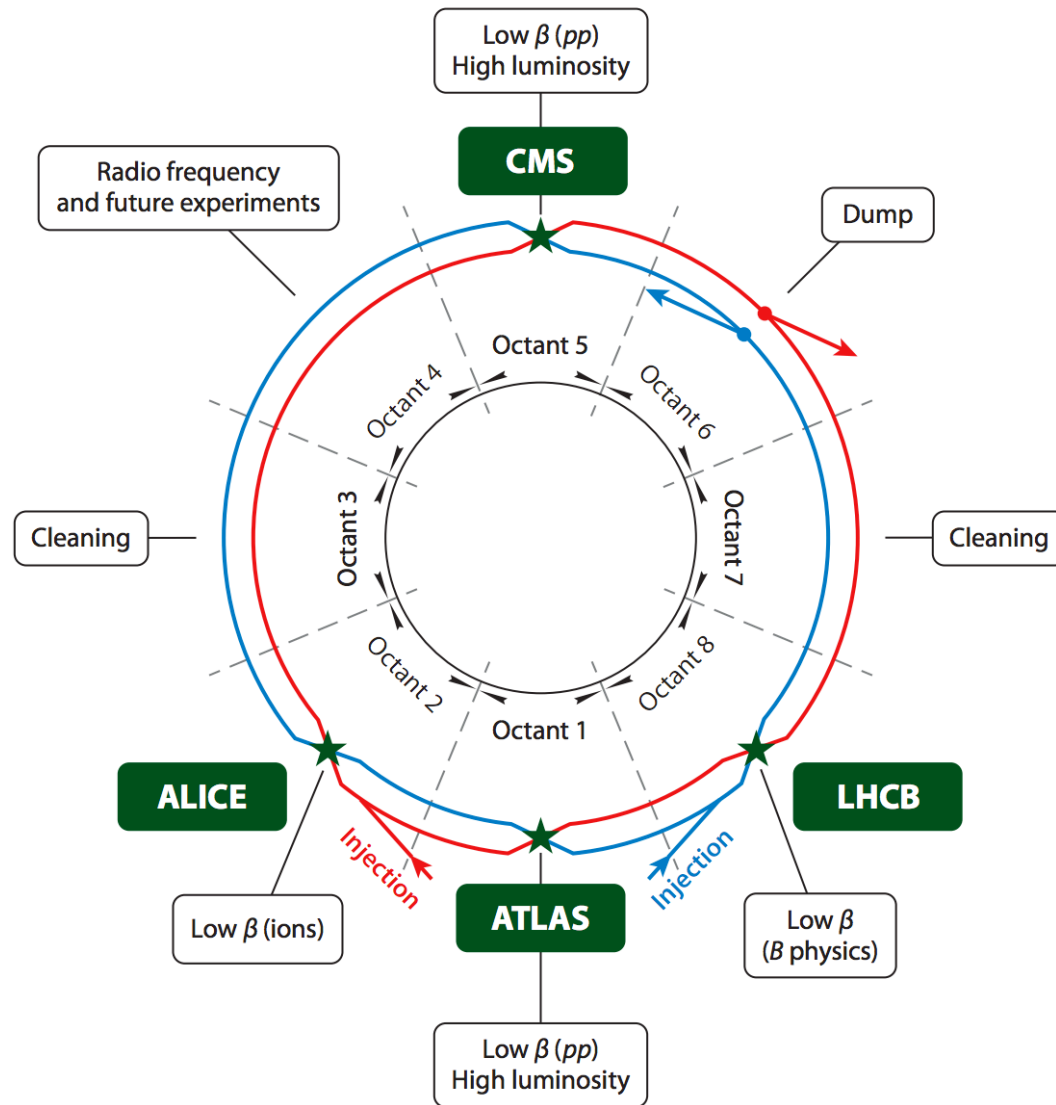 Low β (pp)
High luminosity
CMS
Radio frequency
and future experiments
Dump
Octant 5
Octant 4
Octant 6
Cleaning
Octant 3
Octant 7
Cleaning
Octant 2
Octant 8
Octant 1
ALICE
LHCB
Injection
Injection
ATLAS
Low β (ions)
Low β
(B physics)
Low β (pp)
High luminosity